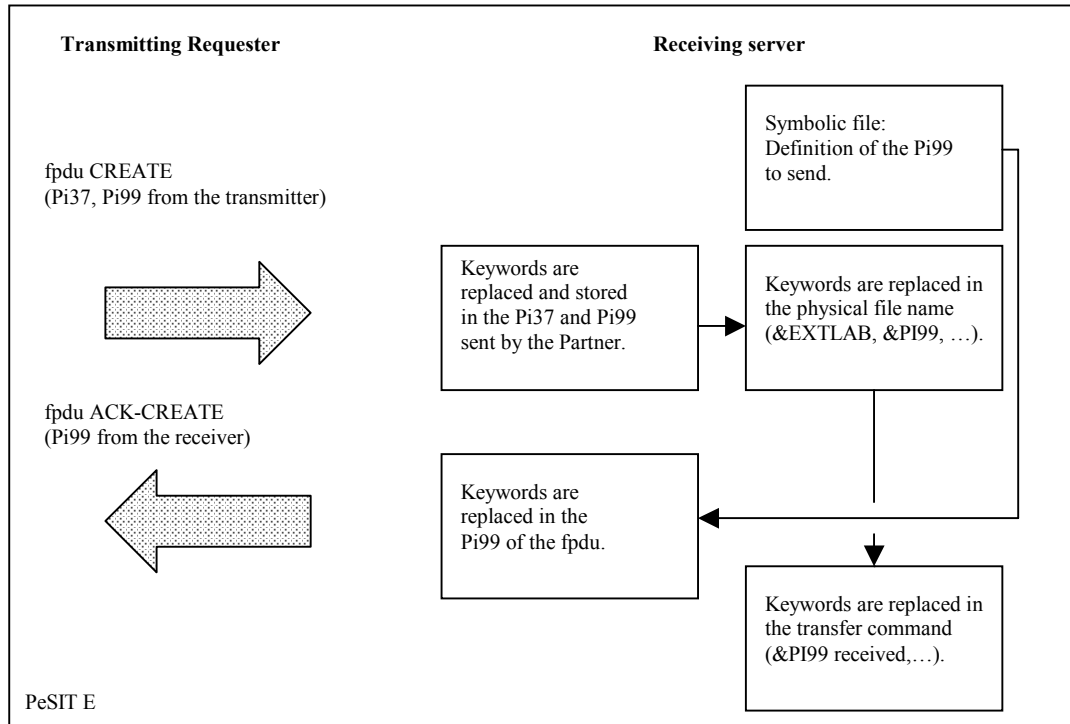 Transmitting Requester
Receiving server
Symbolic file:
Definition of the Pi99
to send.
fpdu CREATE
(Pi37, Pi99 from the transmitter)
Keywords are
replaced and stored
in the Pi37 and Pi99
sent by the Partner.
Keywords are replaced in
the physical file name
(&EXTLAB, &PI99, …).
fpdu ACK-CREATE
(Pi99 from the receiver)
Keywords are
replaced in the
Pi99 of the fpdu.
Keywords are replaced in
the transfer command
(&PI99 received,…).
PeSIT E